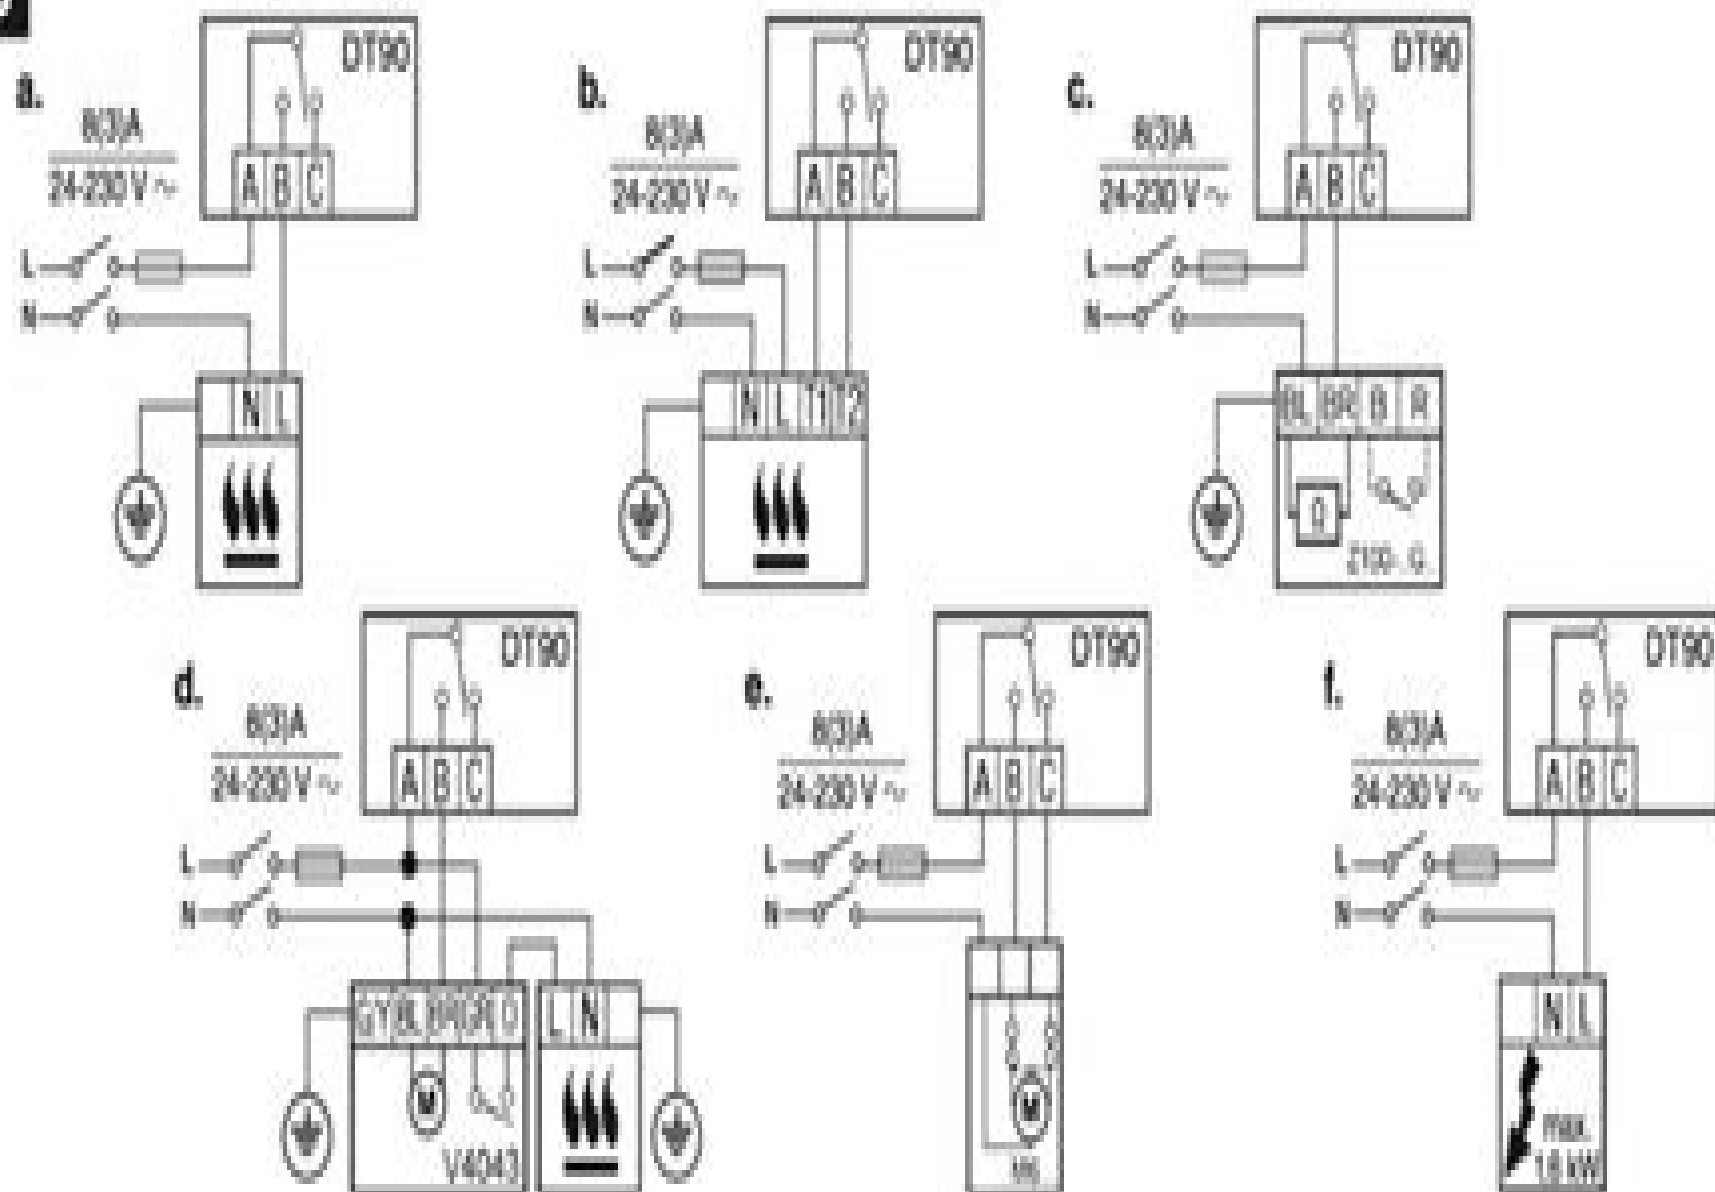 a.
8(3)A
24-230 V ~
DT90
A B C
L
N
N L
b.
8(3)A
24-230 V ~
DT90
A B C
L
N
N L T1 T2
c.
8(3)A
24-230 V ~
DT90
A B C
L
N
BL BR B R
Ω
d.
8(3)A
24-230 V ~
DT90
A B C
L
N
GY BL BR GR O
L N
M
V4043
e.
8(3)A
24-230 V ~
DT90
A B C
L
N
M
f.
8(3)A
24-230 V ~
DT90
A B C
L
N
N L
max.
1.8 kW